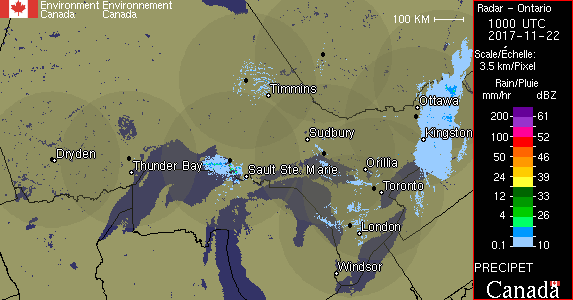 Environment Environnement
Canada Canada
100 KM
Timmins
Ottawa
Sudbury
Kingston
Dryden
Thunder Bay
Sault Ste. Marie
Orillia
Toronto
London
Windsor
Radar - Ontario
1000 UTC
2017-11-22
Scale/Échelle:
3.5 km/Pixel
Rain/Pluie
mm/hr dBZ
200 61
100 52
50 46
24 39
12 33
4 26
1 20
0.1 10
PRECIPET
Canada